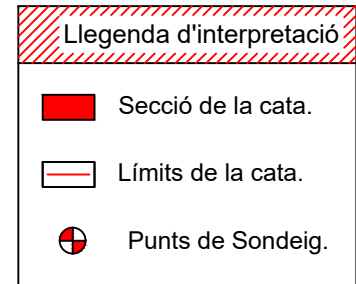 Llegenda d'interpretació
Secció de la cata.
Límits de la cata.
Punts de Sondeig.